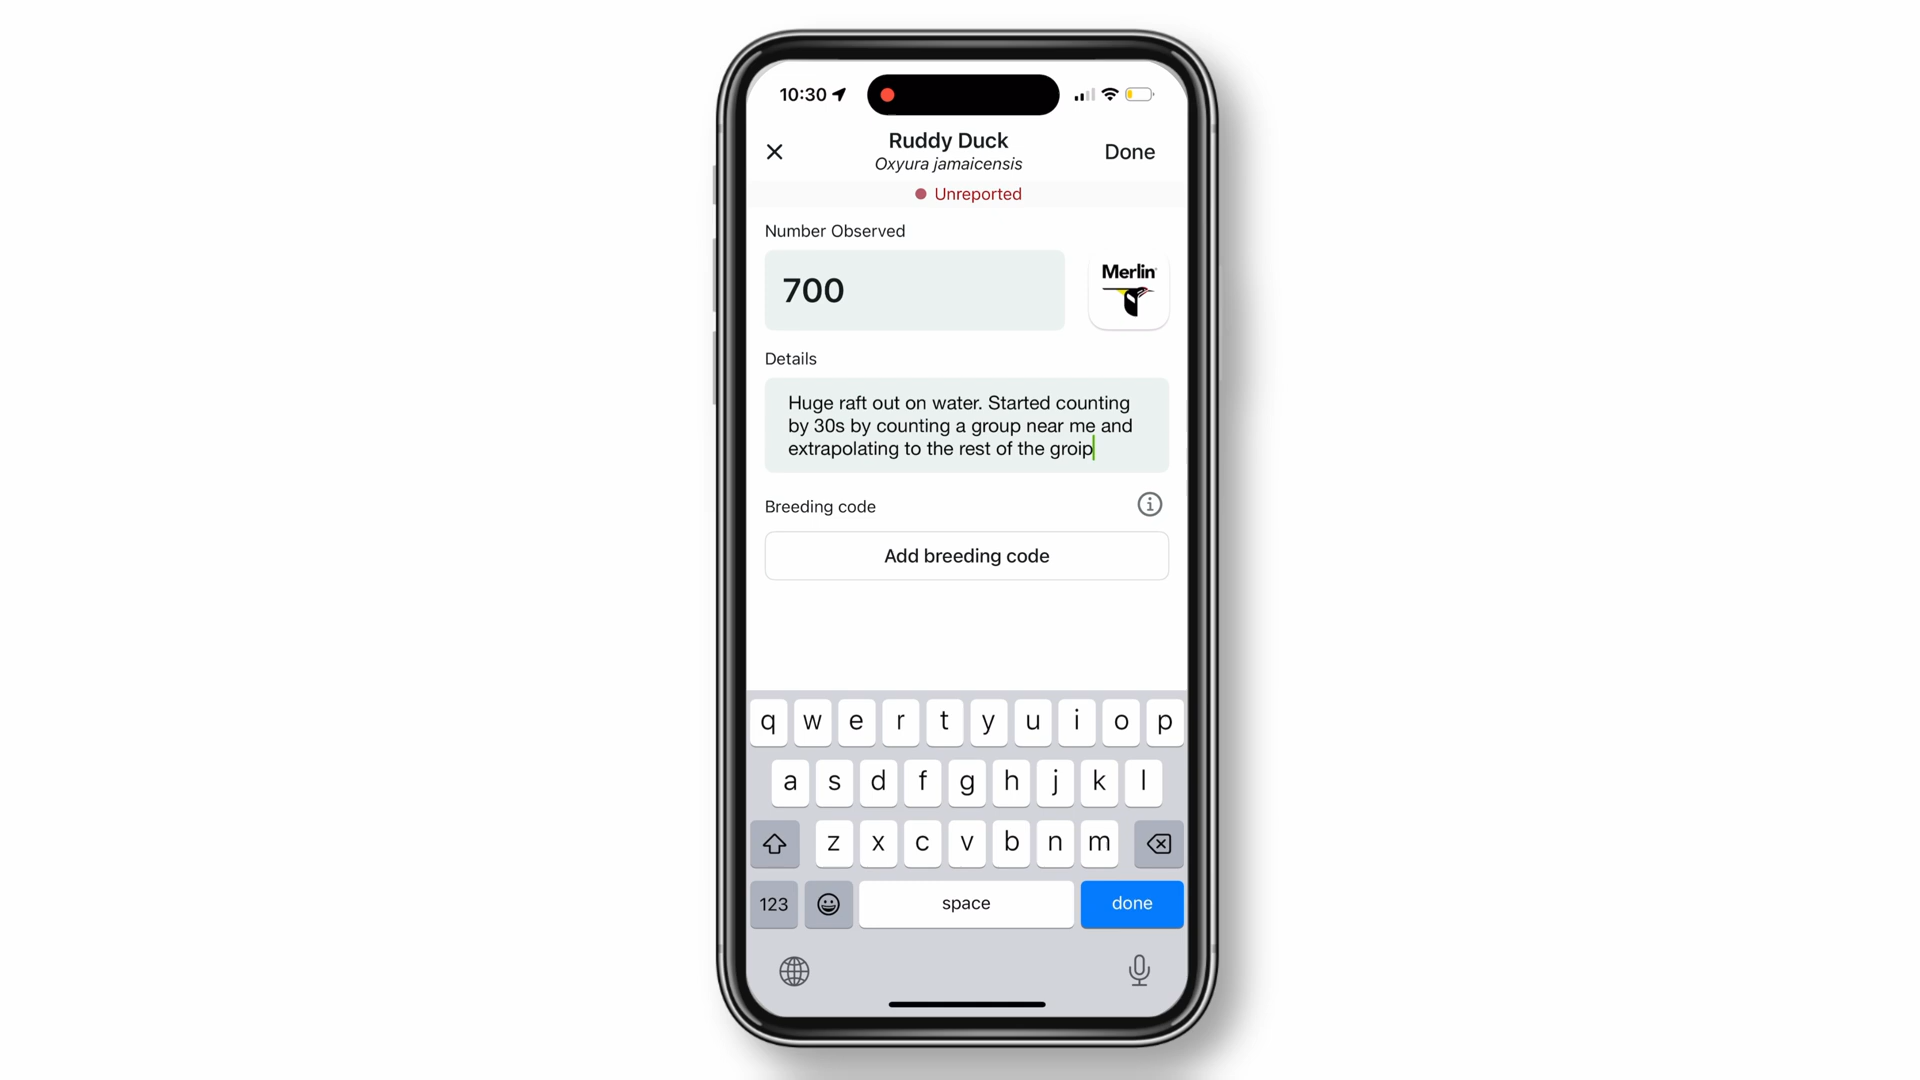 10:30
Ruddy Duck
Oxyura jamaicensis
Done
Unreported
Number Observed
700
Merlin
Details
Huge raft out on water. Started counting
by 30s by counting a group near me and
extrapolating to the rest of the groip
Breeding code
Add breeding code
q w e r t y u i o p
a s d f g h j k l
z x c v b n m
123 space done